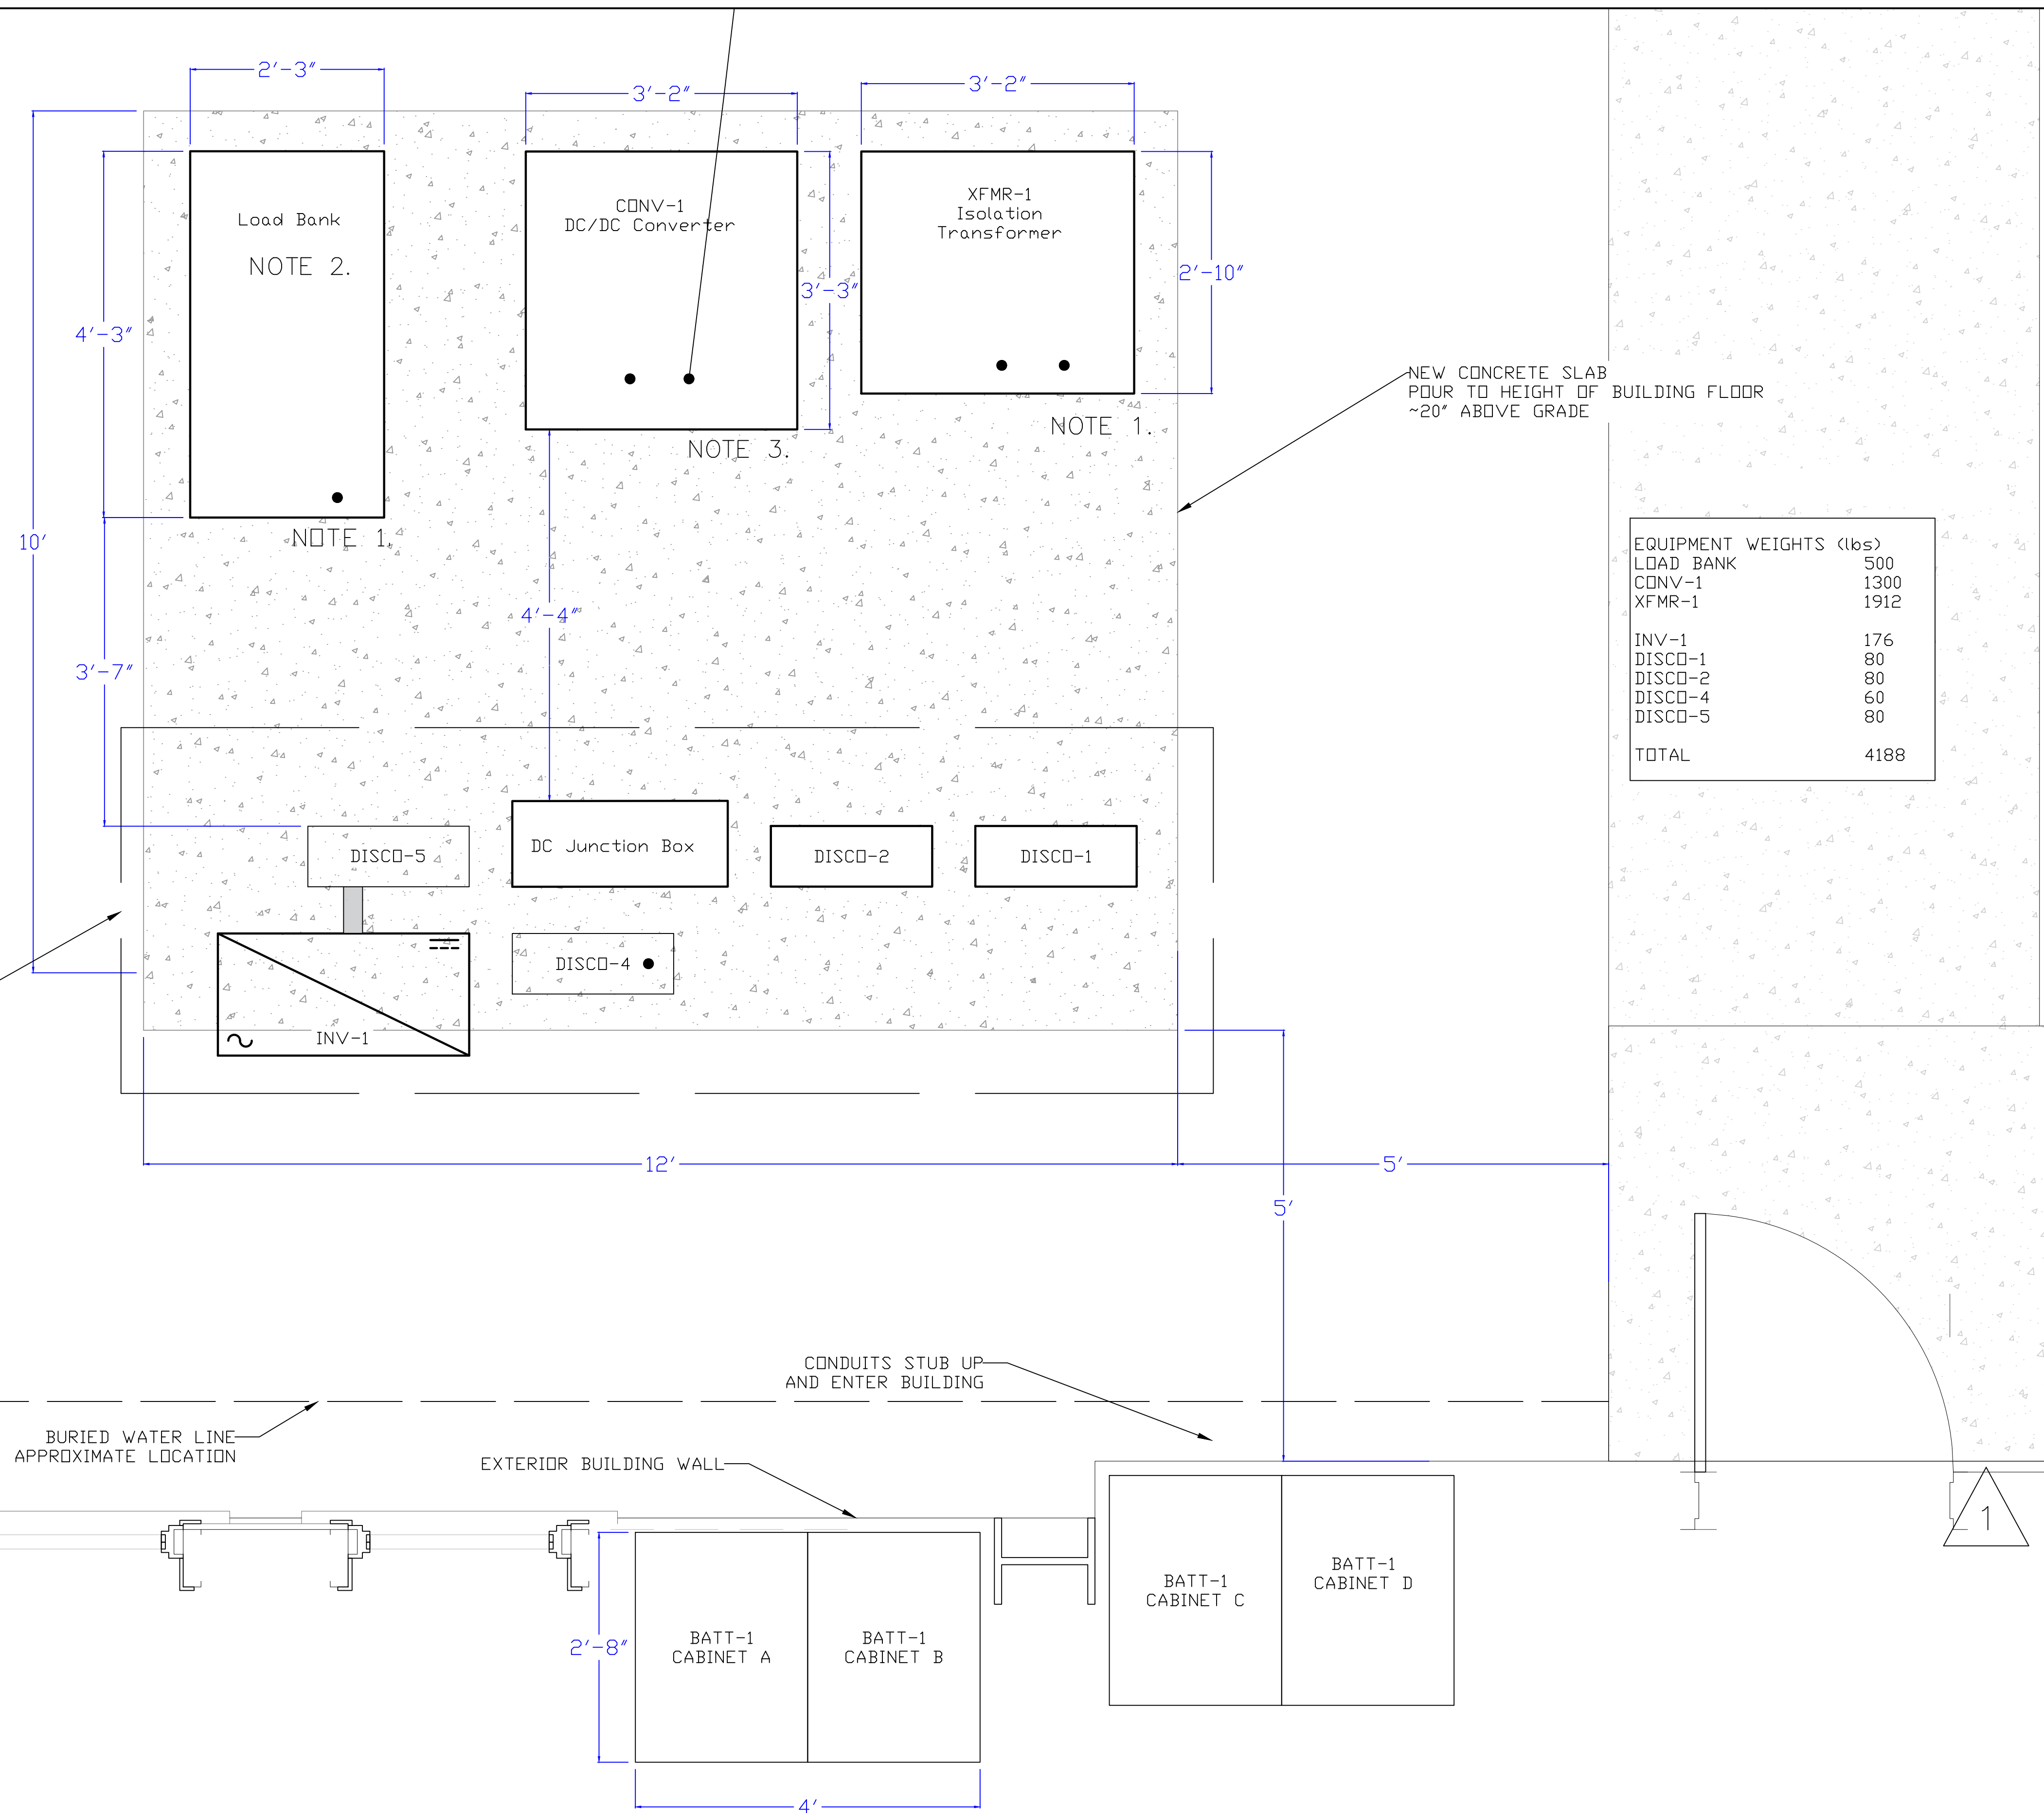 2'-3"
3'-2"
3'-2"
Load Bank
NOTE 2.
CONV-1
DC/DC Converter
XFMR-1
Isolation
Transformer
2'-10"
3'-3"
4'-3"
NEW CONCRETE SLAB
POUR TO HEIGHT OF BUILDING FLOOR
~20" ABOVE GRADE
NOTE 1.
NOTE 3.
NOTE 1.
10'
4'-4"
3'-7"
EQUIPMENT WEIGHTS (lbs)
LOAD BANK 500
CONV-1 1300
XFMR-1 1912
INV-1 176
DISCO-1 80
DISCO-2 80
DISCO-4 60
DISCO-5 80
TOTAL 4188
DISCO-5
DC Junction Box
DISCO-2
DISCO-1
DISCO-4
INV-1
12'
5'
5'
CONDUITS STUB UP
AND ENTER BUILDING
BURIED WATER LINE
APPROXIMATE LOCATION
EXTERIOR BUILDING WALL
1
BATT-1
CABINET A
BATT-1
CABINET B
BATT-1
CABINET C
BATT-1
CABINET D
2'-8"
4'